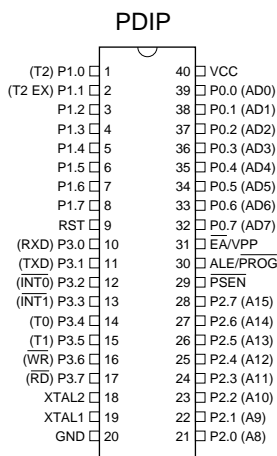 PDIP
(T2) P1.0 1 40 VCC
(T2 EX) P1.1 2 39 P0.0 (AD0)
P1.2 3 38 P0.1 (AD1)
P1.3 4 37 P0.2 (AD2)
P1.4 5 36 P0.3 (AD3)
P1.5 6 35 P0.4 (AD4)
P1.6 7 34 P0.5 (AD5)
P1.7 8 33 P0.6 (AD6)
RST 9 32 P0.7 (AD7)
(RXD) P3.0 10 31 E̅A̅/VPP
(TXD) P3.1 11 30 ALE/P̅R̅O̅G̅
(I̅N̅T̅0̅) P3.2 12 29 P̅S̅E̅N̅
(I̅N̅T̅1̅) P3.3 13 28 P2.7 (A15)
(T0) P3.4 14 27 P2.6 (A14)
(T1) P3.5 15 26 P2.5 (A13)
(W̅R̅) P3.6 16 25 P2.4 (A12)
(R̅D̅) P3.7 17 24 P2.3 (A11)
XTAL2 18 23 P2.2 (A10)
XTAL1 19 22 P2.1 (A9)
GND 20 21 P2.0 (A8)